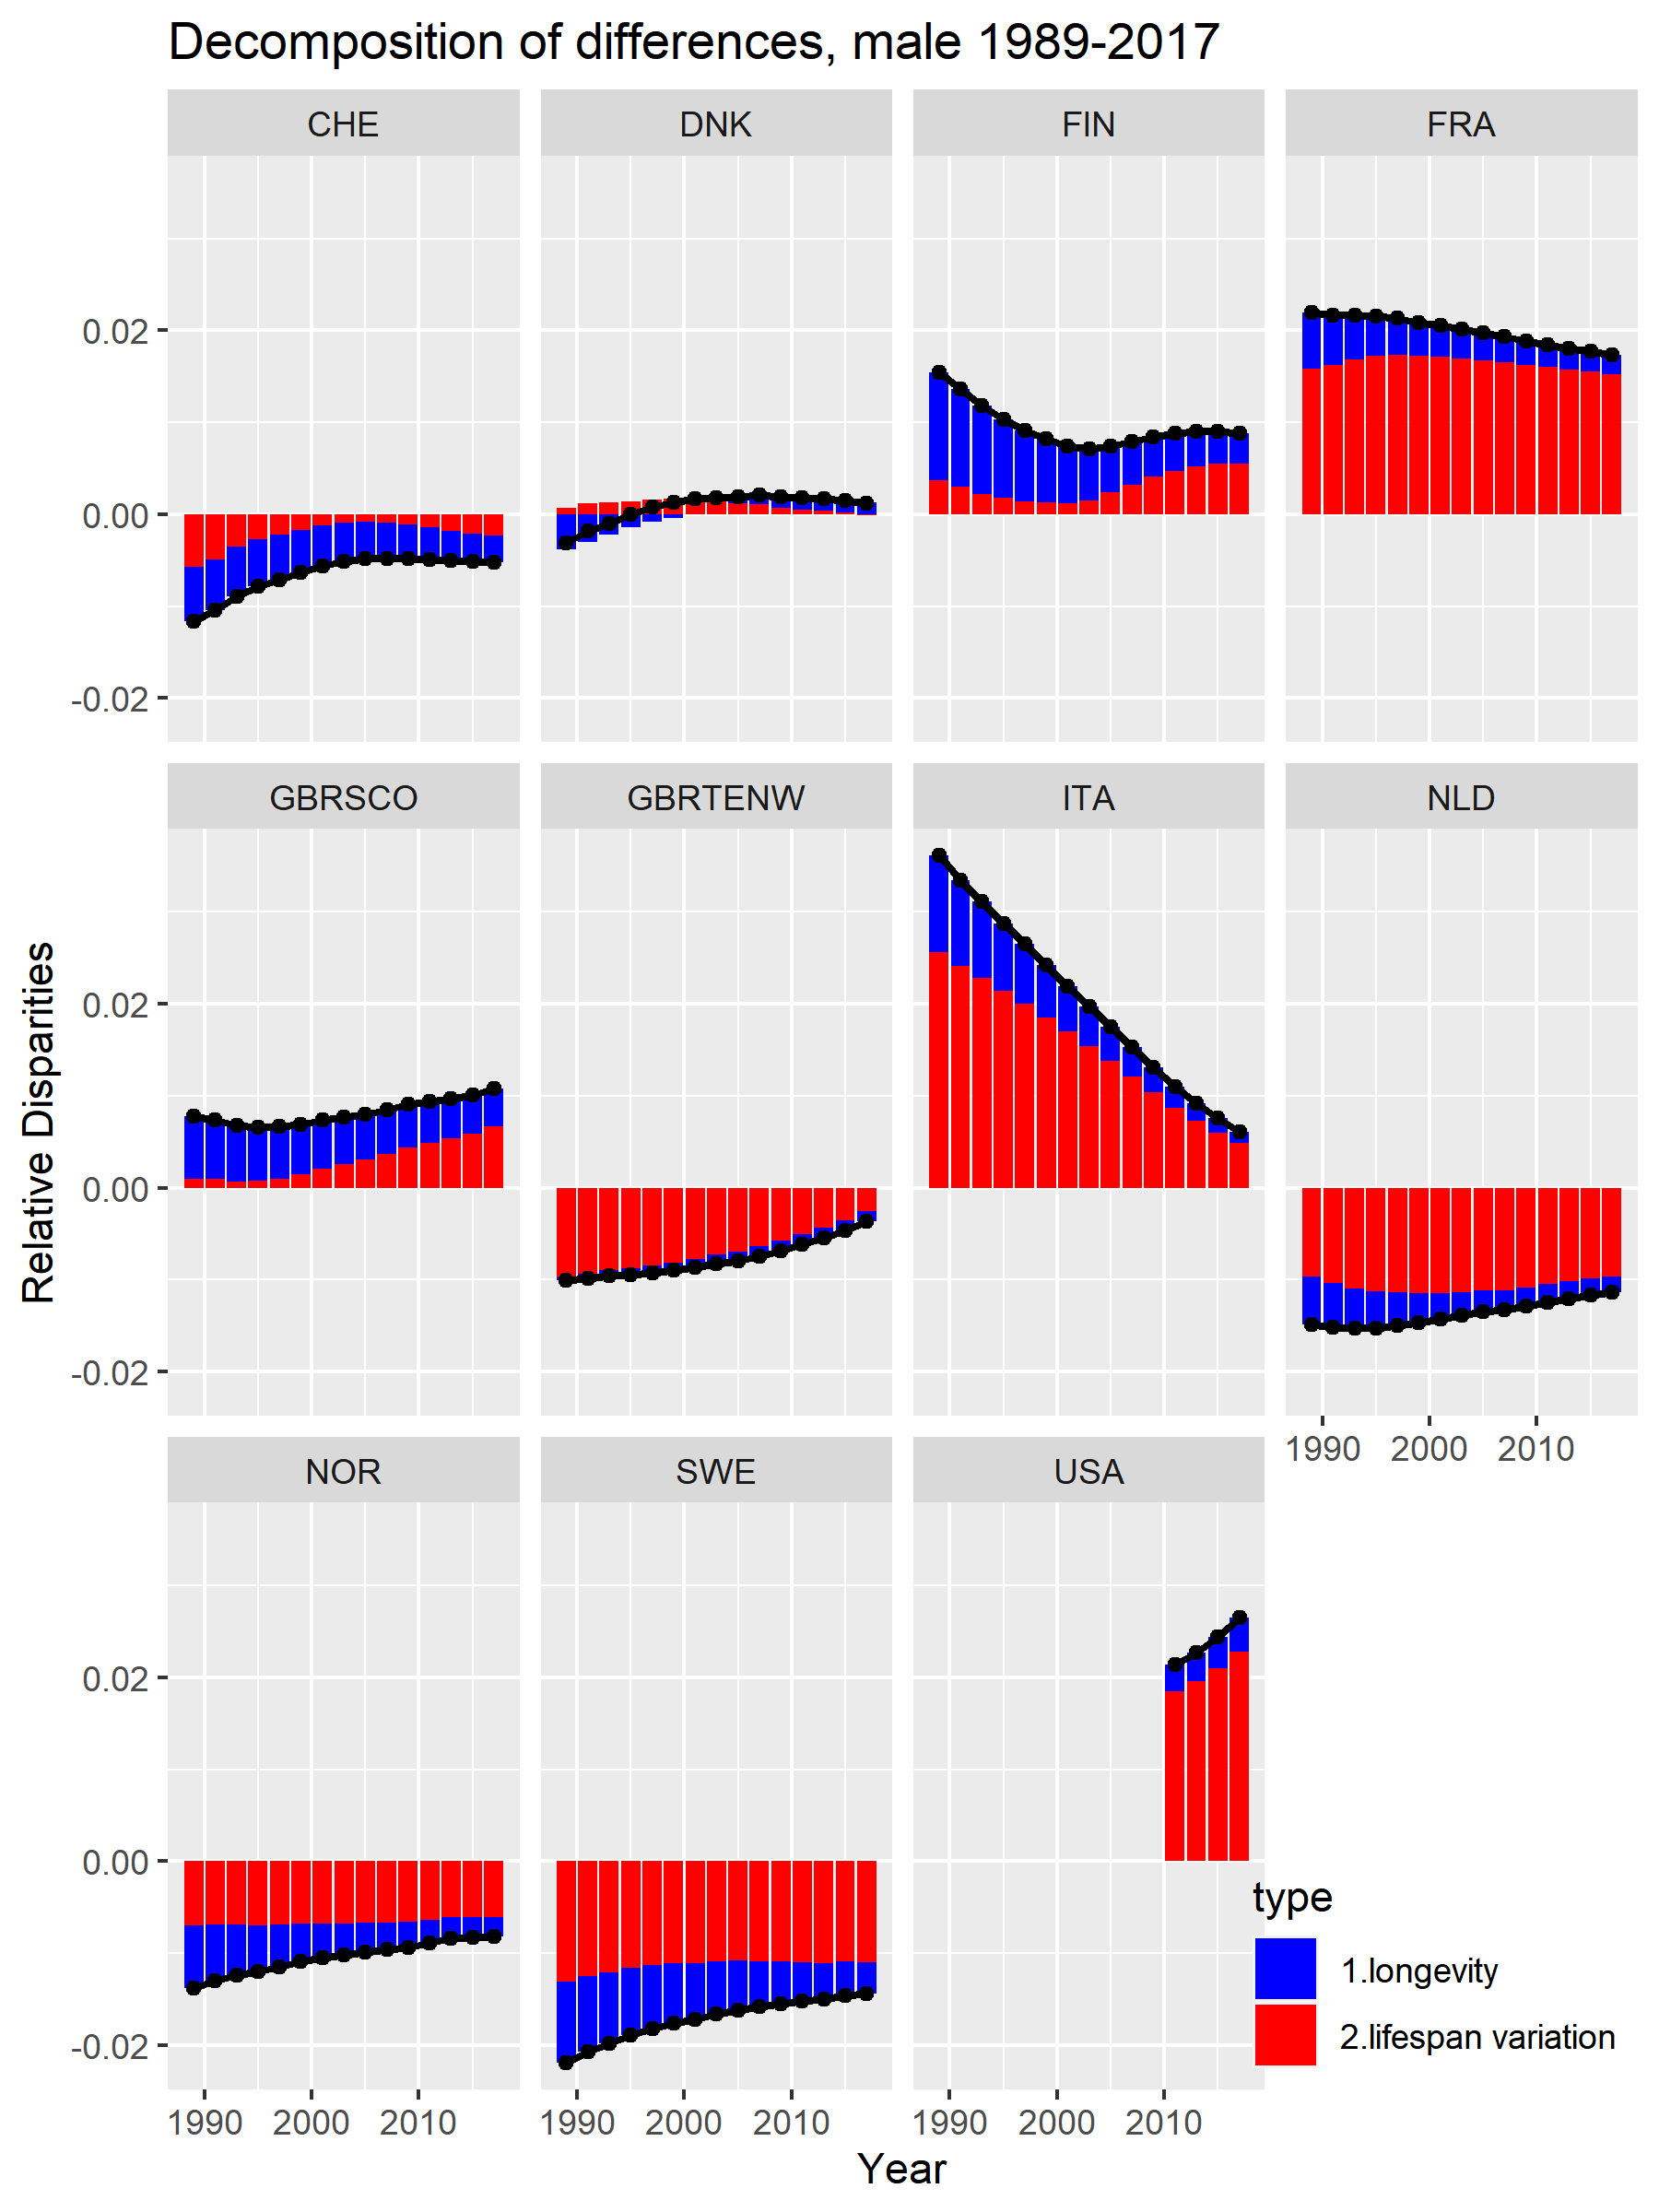 Decomposition of differences, male 1989-2017
CHE DNK FIN FRA
0.02
0.00
-0.02
GBRSCO GBRTENW ITA NLD
0.02
0.00
-0.02
1990 2000 2010
NOR SWE USA
0.02
0.00
-0.02
1990 2000 2010 1990 2000 2010 1990 2000 2010
Year
Relative Disparities
type
1.longevity
2.lifespan variation